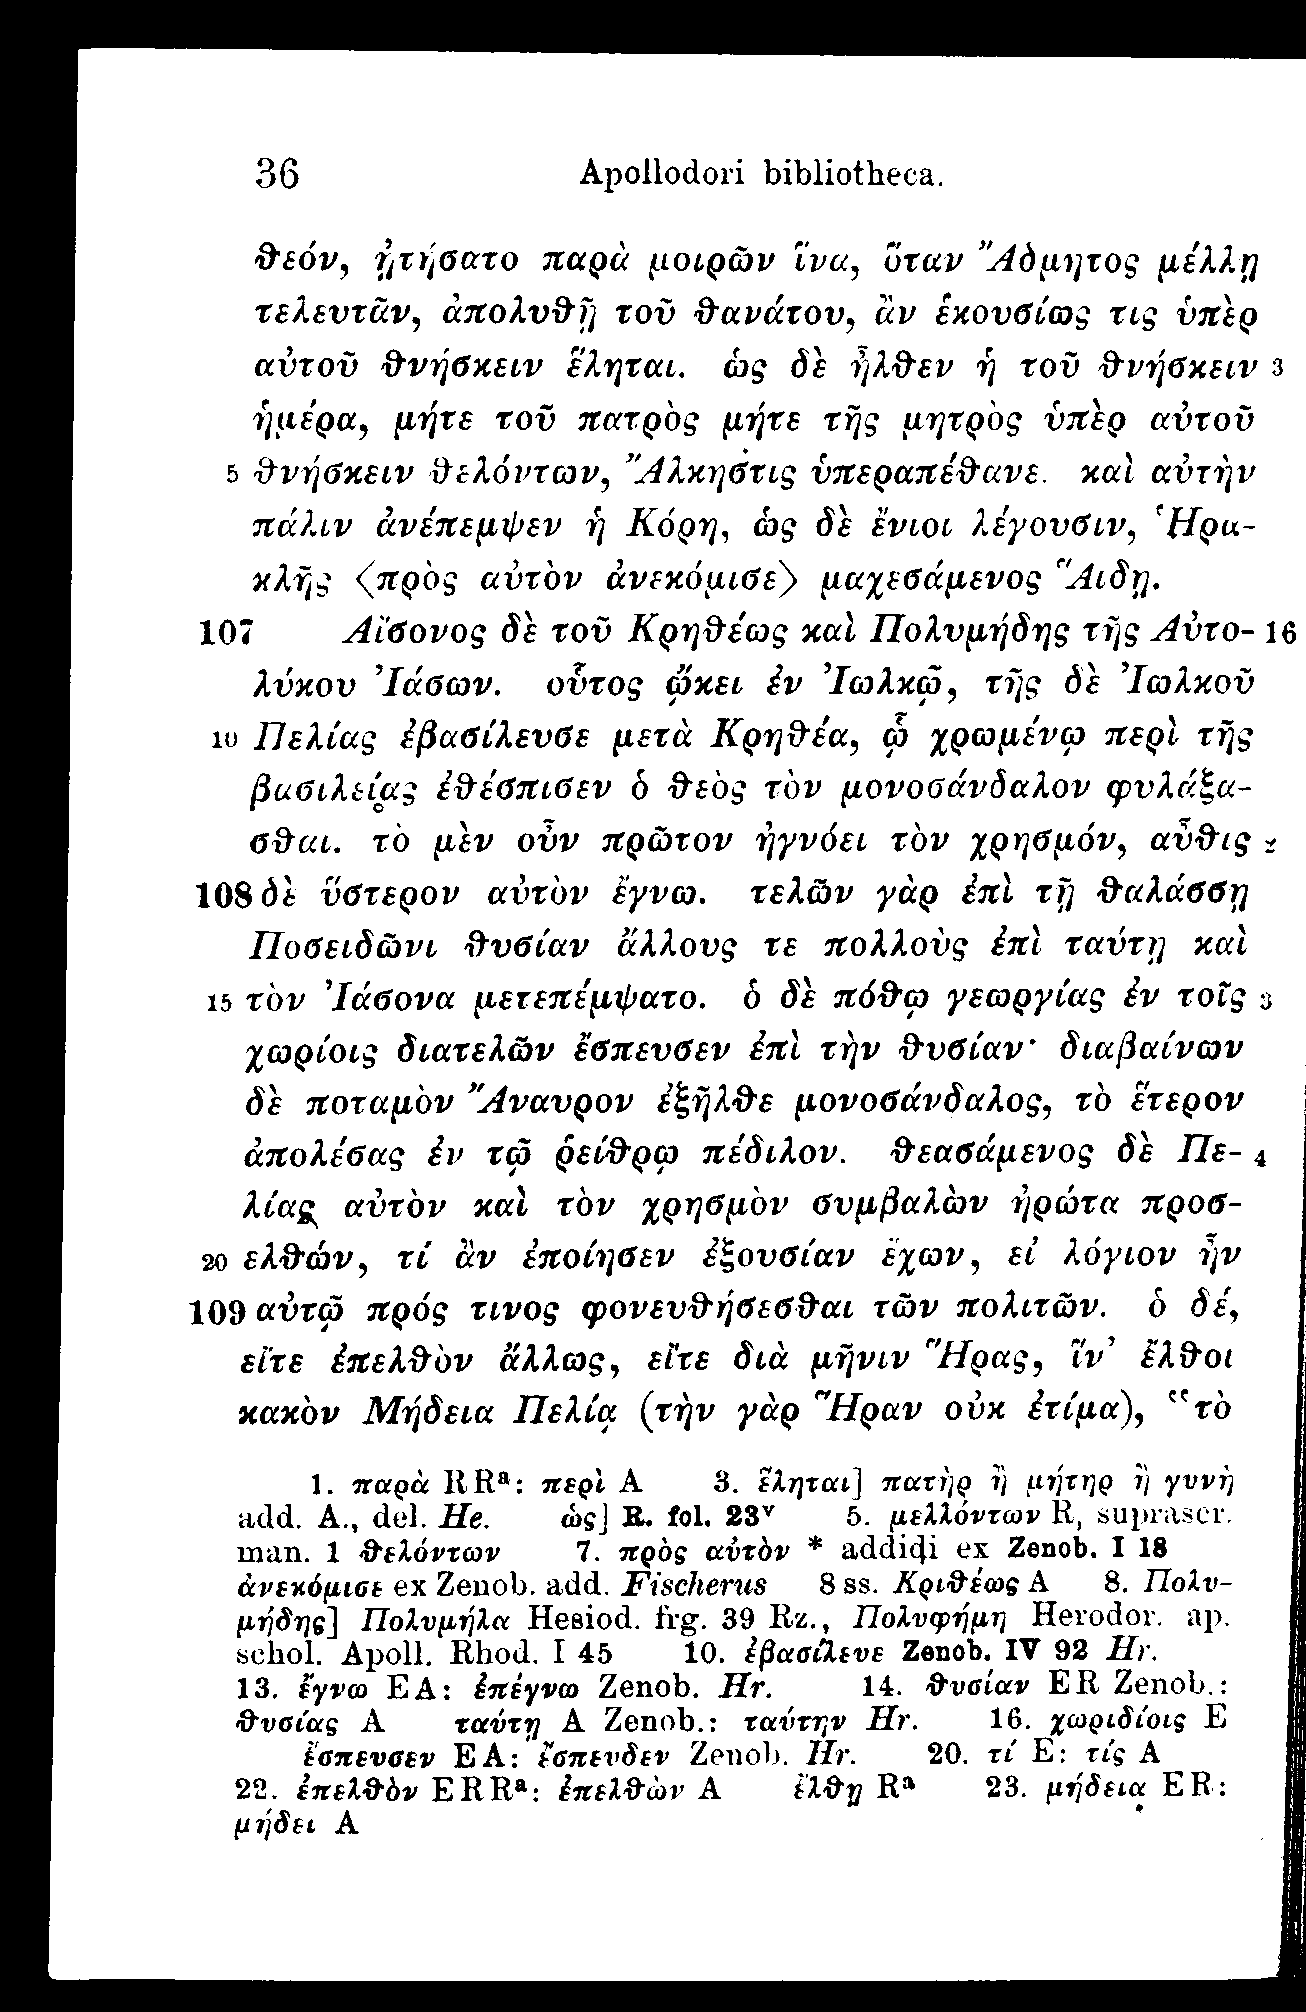 36 Apollodori bibliotheca.
θεόν, ᾐτήσατο παρὰ μοιρῶν ἵνα, ὅταν Ἄδμητος μέλλῃ
τελευτᾶν, ἀπολυθῇ τοῦ θανάτου, ἂν ἑκουσίως τις ὑπὲρ
αὐτοῦ θνήσκειν ἕληται. ὡς δὲ ἦλθεν ἡ τοῦ θνήσκειν 3
ἡμέρα, μήτε τοῦ πατρὸς μήτε τῆς μητρὸς ὑπὲρ αὐτοῦ
5 θνήσκειν θελόντων, Ἄλκηστις ὑπεραπέθανε. καὶ αὐτὴν
πάλιν ἀνέπεμψεν ἡ Κόρη, ὡς δὲ ἔνιοι λέγουσιν, Ἡρα-
κλῆς ⟨πρὸς αὐτὸν ἀνεκόμισε⟩ μαχεσάμενος Ἅιδῃ.
107 Αἴσονος δὲ τοῦ Κρηθέως καὶ Πολυμήδης τῆς Αὐτο- 16
λύκου Ἰάσων. οὗτος ᾤκει ἐν Ἰωλκῷ, τῆς δὲ Ἰωλκοῦ
10 Πελίας ἐβασίλευσε μετὰ Κρηθέα, ᾧ χρωμένῳ περὶ τῆς
βασιλείας ἐθέσπισεν ὁ θεὸς τὸν μονοσάνδαλον φυλάξα-
σθαι. τὸ μὲν οὖν πρῶτον ἠγνόει τὸν χρησμόν, αὖθις 2
108 δὲ ὕστερον αὐτὸν ἔγνω. τελῶν γὰρ ἐπὶ τῇ θαλάσσῃ
Ποσειδῶνι θυσίαν ἄλλους τε πολλοὺς ἐπὶ ταύτῃ καὶ
15 τὸν Ἰάσονα μετεπέμψατο. ὁ δὲ πόθῳ γεωργίας ἐν τοῖς 3
χωρίοις διατελῶν ἔσπευσεν ἐπὶ τὴν θυσίαν· διαβαίνων
δὲ ποταμὸν Ἄναυρον ἐξῆλθε μονοσάνδαλος, τὸ ἕτερον
ἀπολέσας ἐν τῷ ῥείθρῳ πέδιλον. θεασάμενος δὲ Πε- 4
λίας αὐτὸν καὶ τὸν χρησμὸν συμβαλὼν ἠρώτα προσ-
20 ελθών, τί ἂν ἐποίησεν ἐξουσίαν ἔχων, εἰ λόγιον ἦν
109 αὐτῷ πρός τινος φονευθήσεσθαι τῶν πολιτῶν. ὁ δέ,
εἴτε ἐπελθὸν ἄλλως, εἴτε διὰ μῆνιν Ἥρας, ἵν᾽ ἔλθοι
κακὸν Μήδεια Πελίᾳ (τὴν γὰρ Ἥραν οὐκ ἐτίμα), “τὸ
1. παρὰ RRᵃ: περὶ A 3. ἕληται] πατὴρ ἢ μήτηρ ἢ γυνὴ
add. A., del. He. ὡς] R. fol. 23ᵛ 5. μελλόντων R, suprascr.
man. 1 θελόντων 7. πρὸς αὐτὸν * addidi ex Zenob. I 18
ἀνεκόμισε ex Zenob. add. Fischerus 8 ss. Κριθέως A 8. Πολυ-
μήδης] Πολυμήλα Hesiod. frg. 39 Rz., Πολυφήμη Herodor. ap.
schol. Apoll. Rhod. I 45 10. ἐβασίλευε Zenob. IV 92 Hr.
13. ἔγνω EA: ἐπέγνω Zenob. Hr. 14. θυσίαν ER Zenob.:
θυσίας A ταύτῃ A Zenob.: ταύτην Hr. 16. χωριδίοις E
ἔσπευσεν EA: ἔσπευδεν Zenob. Hr. 20. τί E: τίς A
22. ἐπελθὸν ERRᵃ: ἐπελθὼν A ἔλθῃ Rᵃ 23. μήδεια ER:
μήδει A